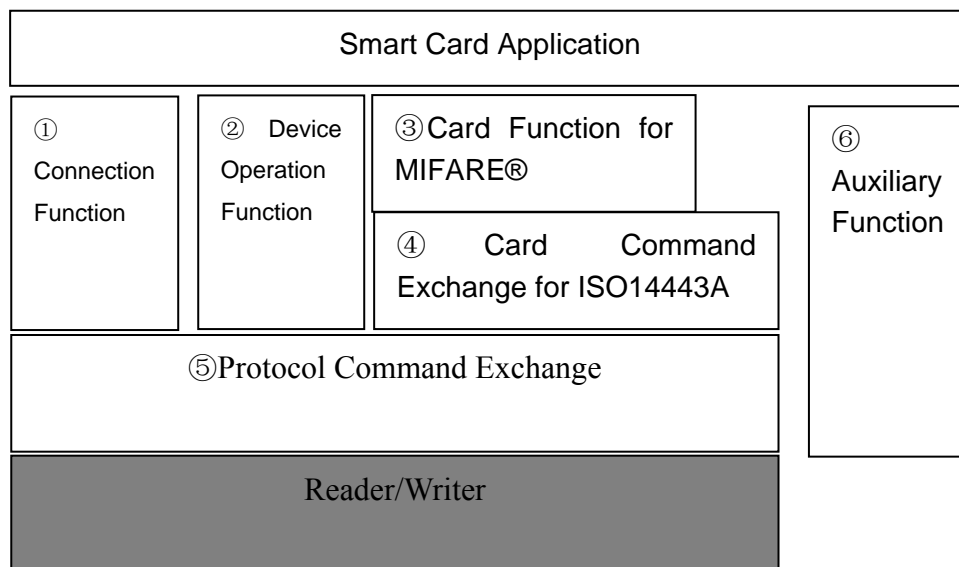 Smart Card Application
①
Connection
Function
② Device
Operation
Function
③Card Function for
MIFARE®
④ Card Command
Exchange for ISO14443A
⑥
Auxiliary
Function
⑤Protocol Command Exchange
Reader/Writer